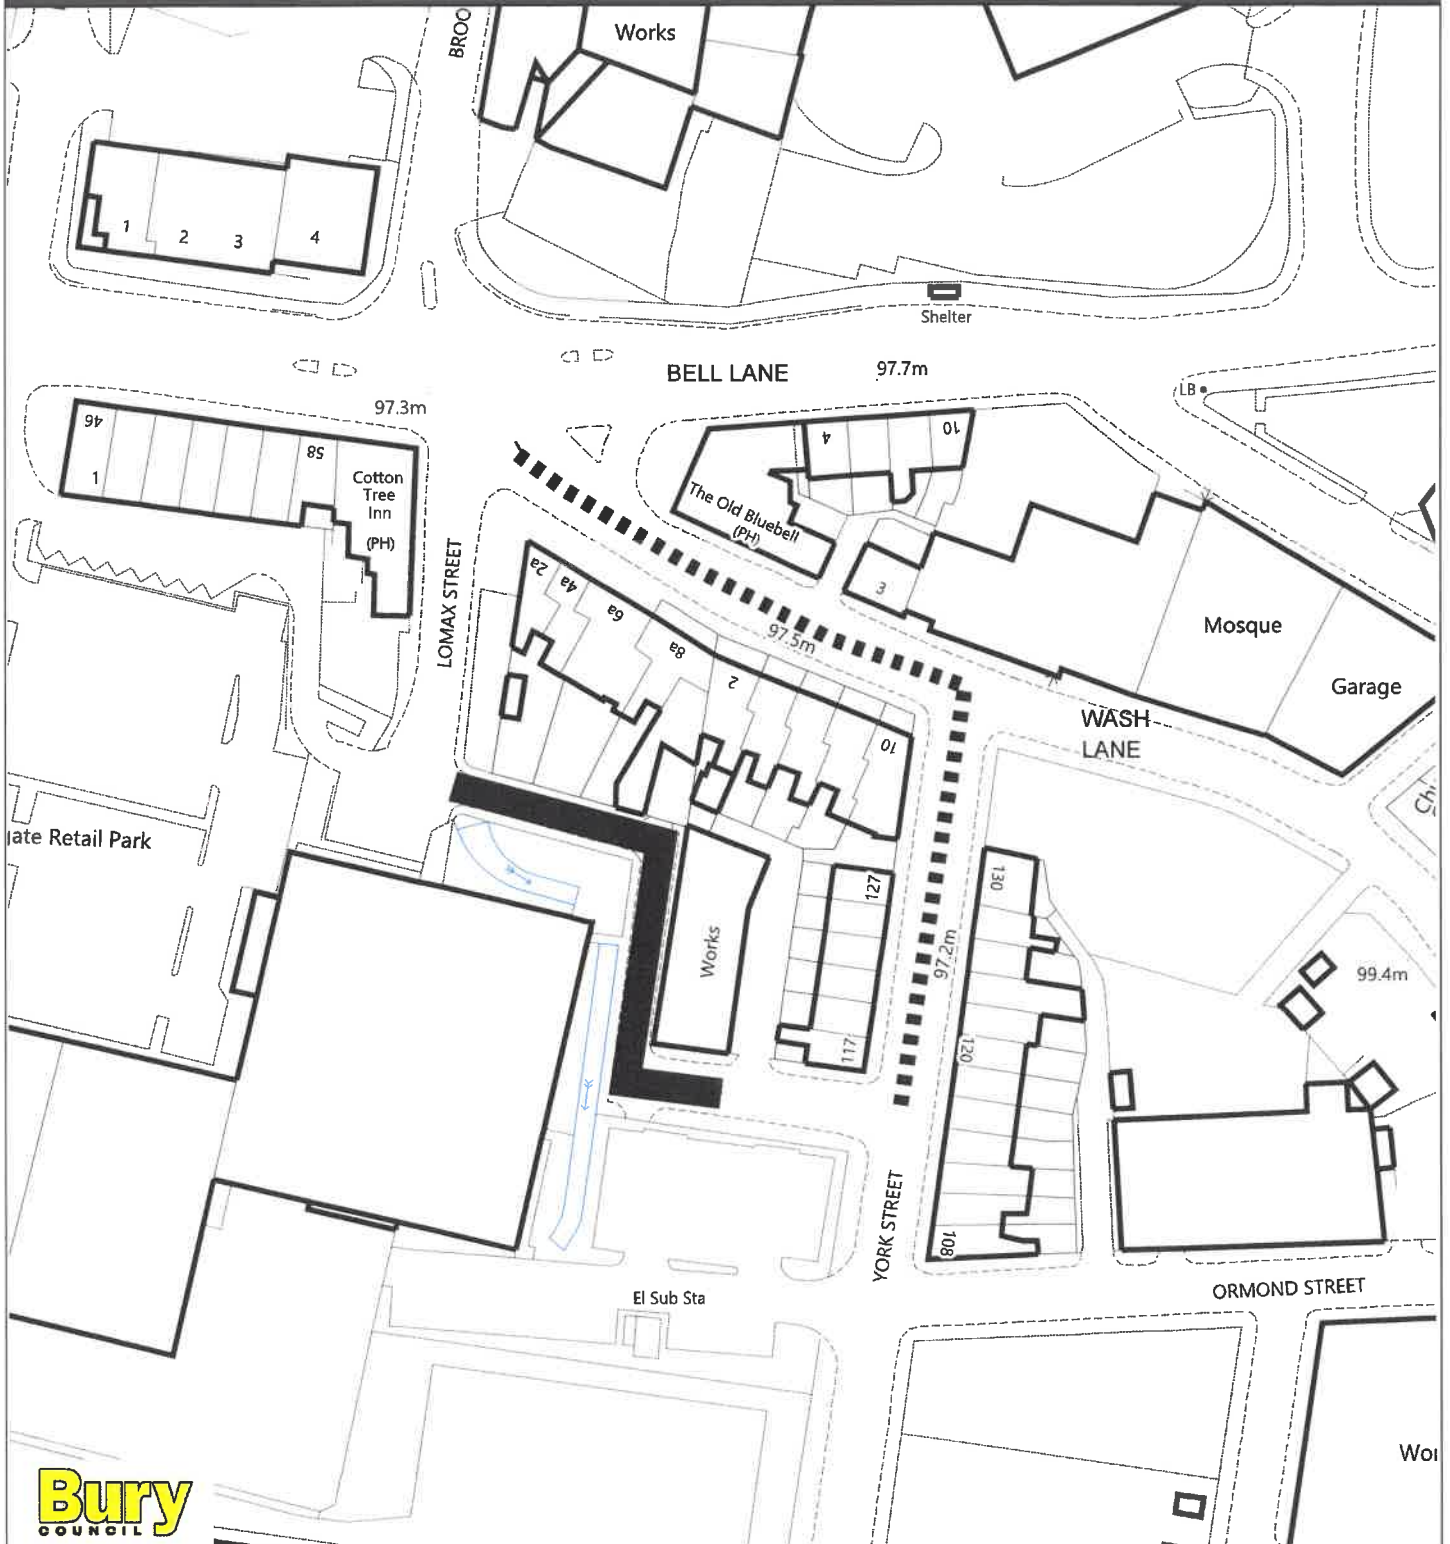 BROO
Works
1
2
3
4
Shelter
BELL LANE
97.7m
LB
97.3m
46
58
1
Cotton
Tree
Inn
(PH)
4
10
The Old Bluebell
(PH)
3
LOMAX STREET
2a
4a
6a
8a
2
10
97.5m
Mosque
Garage
WASH
LANE
gate Retail Park
Works
127
117
130
120
108
97.2m
99.4m
YORK STREET
ORMOND STREET
El Sub Sta
Bury
COUNCIL